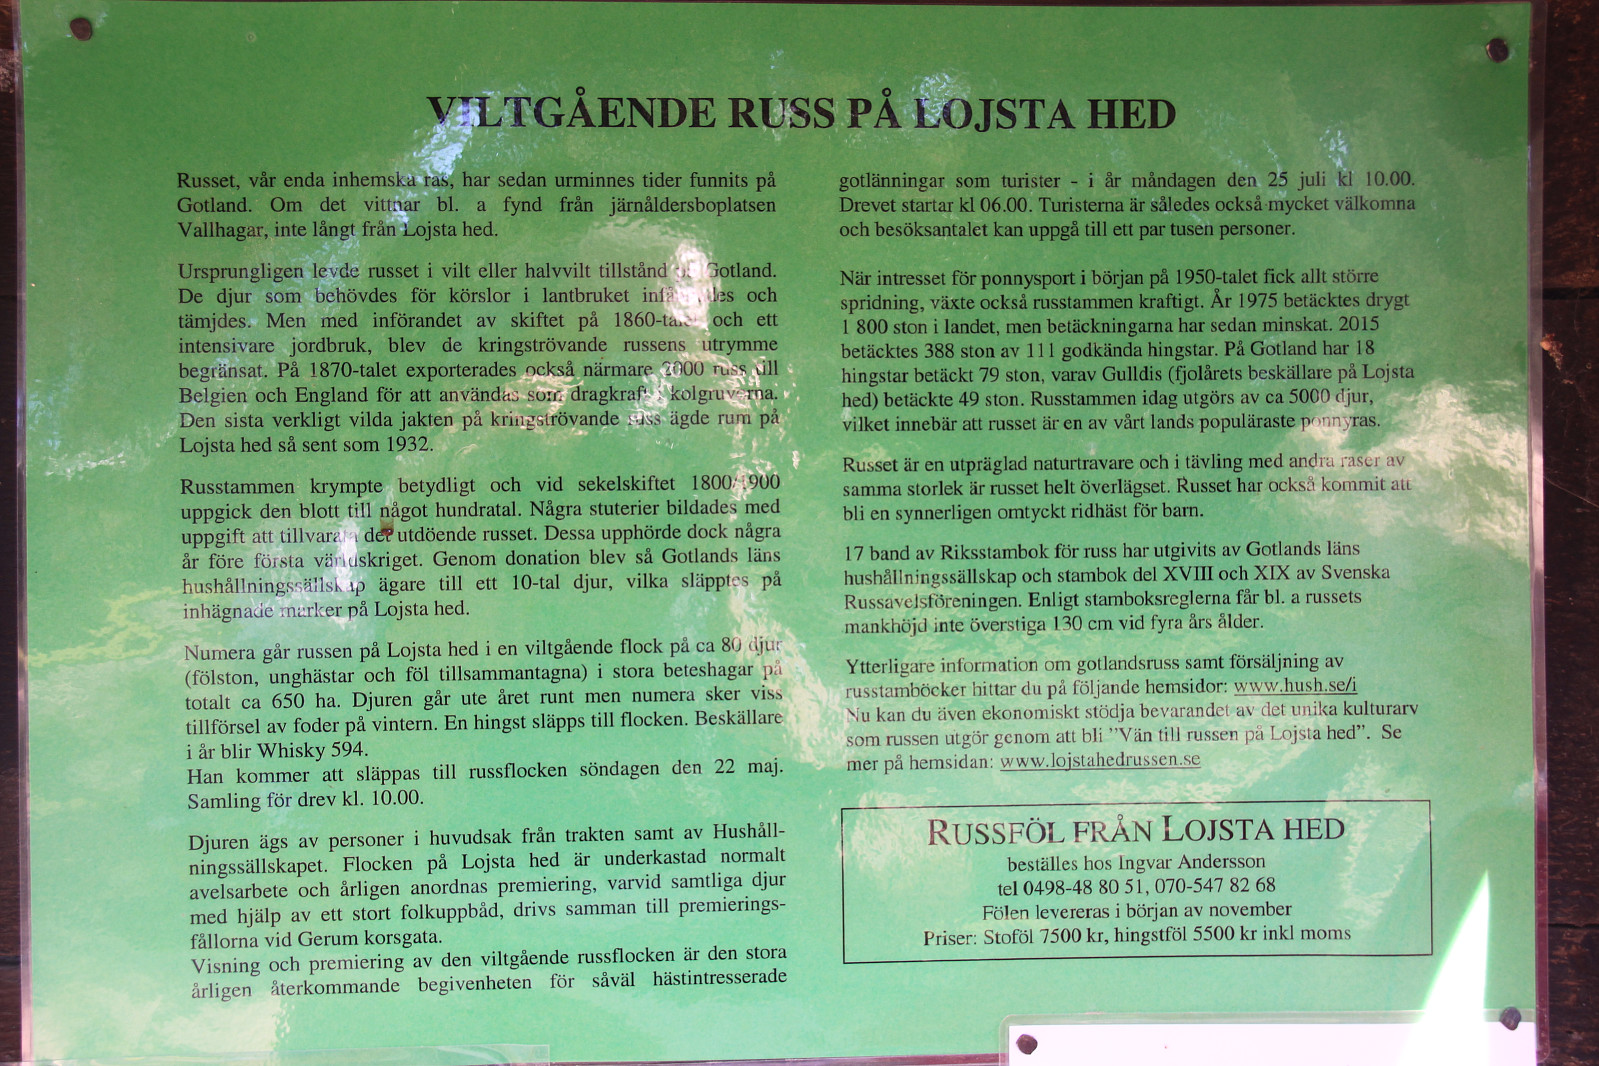 VILTGÅENDE RUSS PÅ LOJSTA HED
Russet, vår enda inhemska ras, har sedan urminnes tider funnits på
Gotland. Om det vittnar bl. a fynd från järnåldersboplatsen
Vallhagar, inte långt från Lojsta hed.
Ursprungligen levde russet i vilt eller halvvilt tillstånd på Gotland.
De djur som behövdes för körslor i lantbruket infångades och
tämjdes. Men med införandet av skiftet på 1860-talet och ett
intensivare jordbruk, blev de kringströvande russens utrymme
begränsat. På 1870-talet exporterades också närmare 2000 russ till
Belgien och England för att användas som dragkraft i kolgruvorna.
Den sista verkligt vilda jakten på kringströvande russ ägde rum på
Lojsta hed så sent som 1932.
Russtammen krympte betydligt och vid sekelskiftet 1800/1900
uppgick den blott till något hundratal. Några stuterier bildades med
uppgift att tillvarata det utdöende russet. Dessa upphörde dock några
år före första världskriget. Genom donation blev så Gotlands läns
hushållningssällskap ägare till ett 10-tal djur, vilka släpptes på
inhägnade marker på Lojsta hed.
Numera går russen på Lojsta hed i en viltgående flock på ca 80 djur
(fölston, unghästar och föl tillsammantagna) i stora beteshagar på
totalt ca 650 ha. Djuren går ute året runt men numera sker viss
tillförsel av foder på vintern. En hingst släpps till flocken. Beskällare
i år blir Whisky 594.
Han kommer att släppas till russflocken söndagen den 22 maj.
Samling för drev kl. 10.00.
Djuren ägs av personer i huvudsak från trakten samt av Hushåll-
ningssällskapet. Flocken på Lojsta hed är underkastad normalt
avelsarbete och årligen anordnas premiering, varvid samtliga djur
med hjälp av ett stort folkuppbåd, drivs samman till premierings-
fållorna vid Gerum korsgata.
Visning och premiering av den viltgående russflocken är den stora
årligen återkommande begivenheten för såväl hästintresserade
gotlänningar som turister - i år måndagen den 25 juli kl 10.00.
Drevet startar kl 06.00. Turisterna är således också mycket välkomna
och besöksantalet kan uppgå till ett par tusen personer.
När intresset för ponnysport i början på 1950-talet fick allt större
spridning, växte också russtammen kraftigt. År 1975 betäcktes drygt
1 800 ston i landet, men betäckningarna har sedan minskat. 2015
betäcktes 388 ston av 111 godkända hingstar. På Gotland har 18
hingstar betäckt 79 ston, varav Gulldis (fjolårets beskällare på Lojsta
hed) betäckte 49 ston. Russtammen idag utgörs av ca 5000 djur,
vilket innebär att russet är en av vårt lands populäraste ponnyras.
Russet är en utpräglad naturtravare och i tävling med andra raser av
samma storlek är russet helt överlägset. Russet har också kommit att
bli en synnerligen omtyckt ridhäst för barn.
17 band av Riksstambok för russ har utgivits av Gotlands läns
hushållningssällskap och stambok del XVIII och XIX av Svenska
Russavelsföreningen. Enligt stamboksreglerna får bl. a russets
mankhöjd inte överstiga 130 cm vid fyra års ålder.
Ytterligare information om gotlandsruss samt försäljning av
russtamböcker hittar du på följande hemsidor: www.hush.se/i
Nu kan du även ekonomiskt stödja bevarandet av det unika kulturarv
som russen utgör genom att bli ”Vän till russen på Lojsta hed”. Se
mer på hemsidan: www.lojstahedrussen.se
RUSSFÖL FRÅN LOJSTA HED
beställes hos Ingvar Andersson
tel 0498-48 80 51, 070-547 82 68
Fölen levereras i början av november
Priser: Stoföl 7500 kr, hingstföl 5500 kr inkl moms